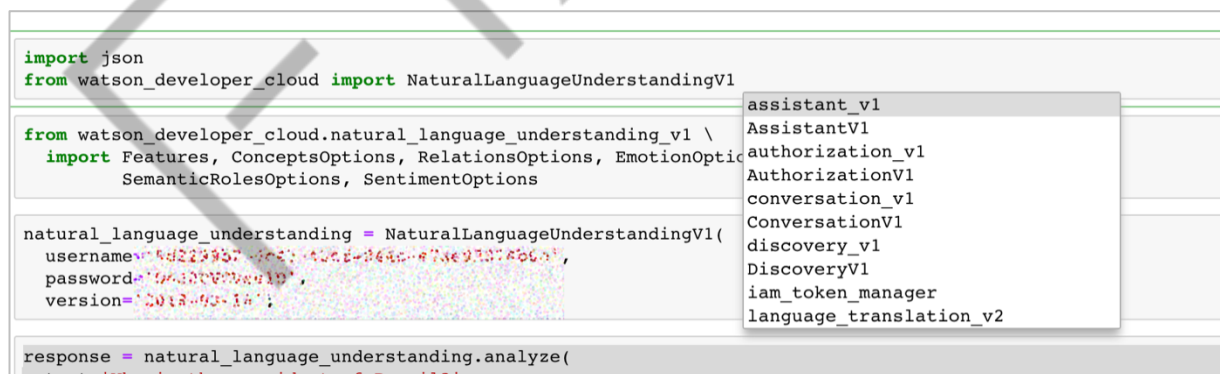 import json
from watson_developer_cloud import NaturalLanguageUnderstandingV1
from watson_developer_cloud.natural_language_understanding_v1 \
import Features, ConceptsOptions, RelationsOptions,
SemanticRolesOptions, SentimentOptions
natural_language_understanding = NaturalLanguageUnderstandingV1(
username=
password=
version=
response = natural_language_understanding.analyze(
assistant_v1
AssistantV1
authorization_v1
AuthorizationV1
conversation_v1
ConversationV1
discovery_v1
DiscoveryV1
iam_token_manager
language_translation_v2